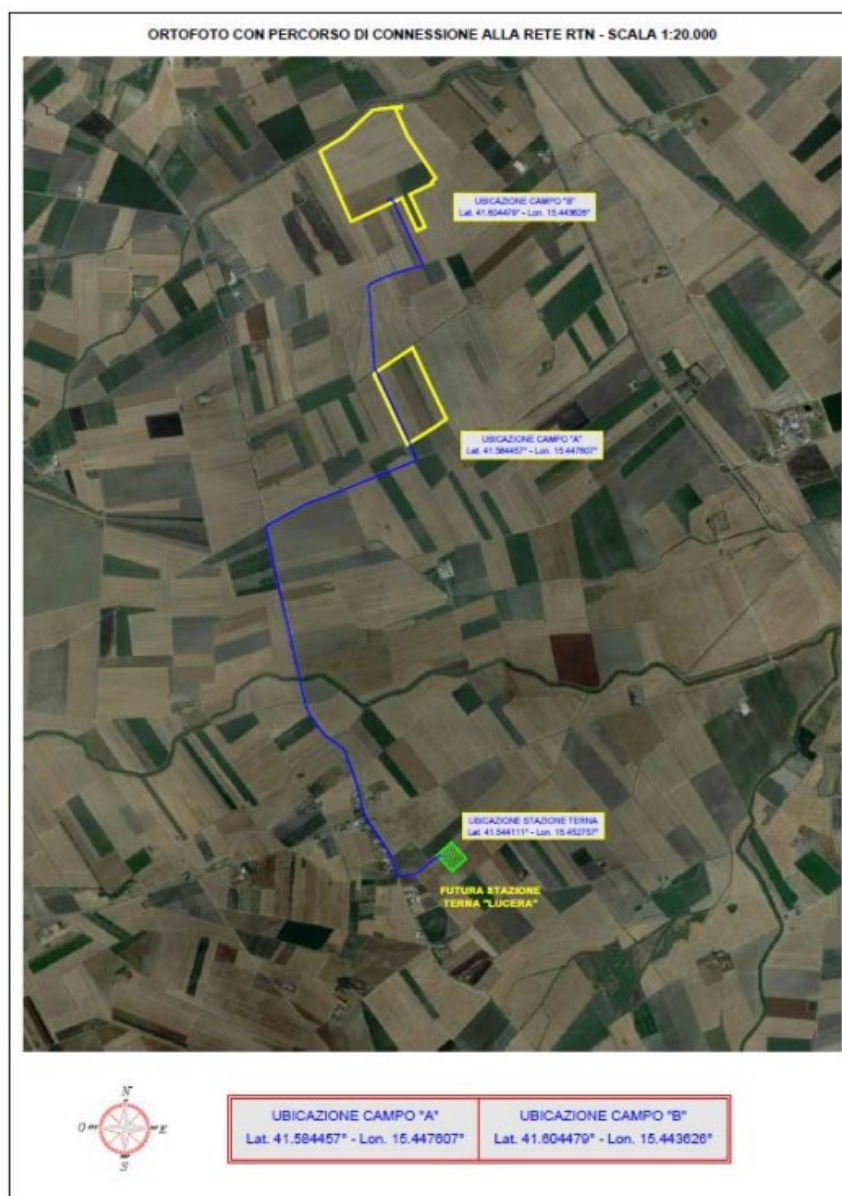 ORTOFOTO CON PERCORSO DI CONNESSIONE ALLA RETE RTN - SCALA 1:20.000
UBICAZIONE CAMPO "B"
Lat. 41.604479° - Lon. 15.443626°
UBICAZIONE CAMPO "A"
Lat. 41.584457° - Lon. 15.447607°
UBICAZIONE STAZIONE TERNA
Lat. 41.544111° - Lon. 15.452757°
FUTURA STAZIONE
TERNA "LUCERA"
N
O E
S
UBICAZIONE CAMPO "A"
Lat. 41.584457° - Lon. 15.447607°
UBICAZIONE CAMPO "B"
Lat. 41.604479° - Lon. 15.443626°